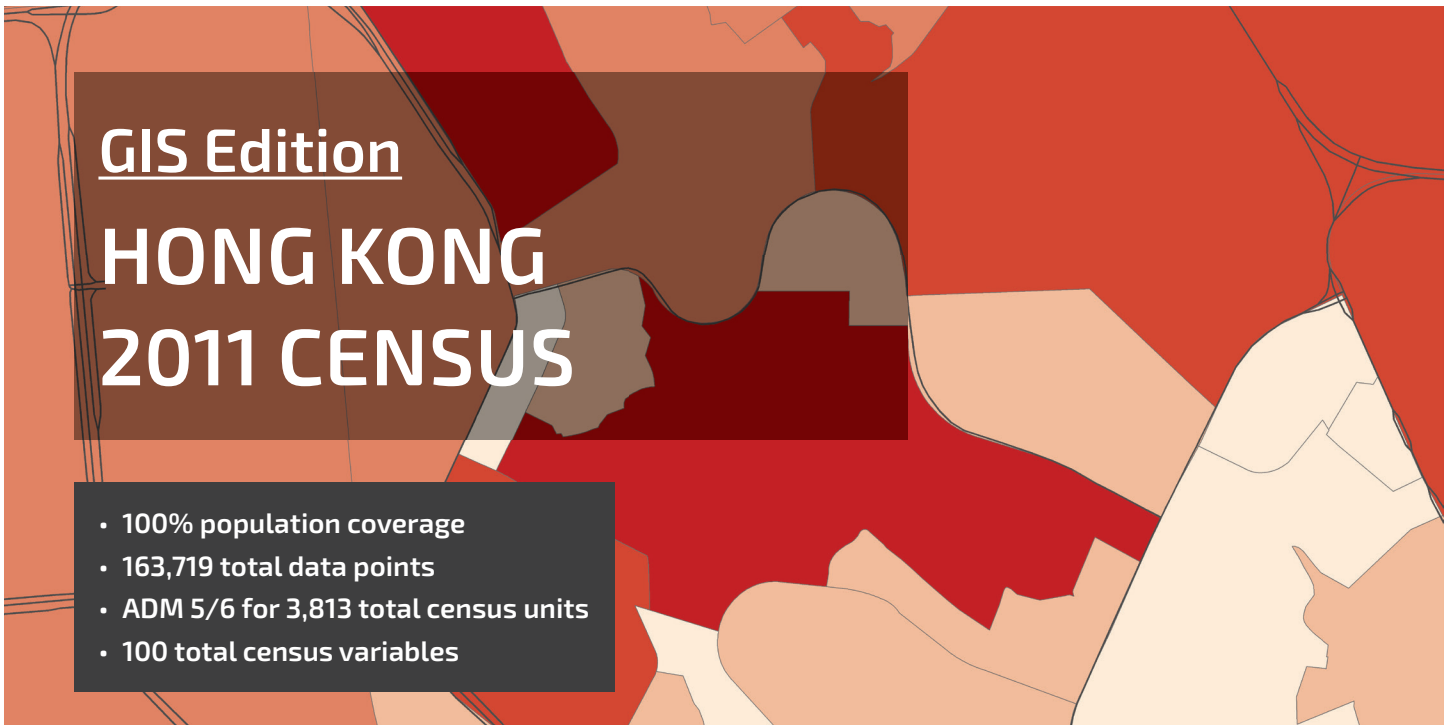 GIS Edition
HONG KONG
2011 CENSUS
• 100% population coverage
• 163,719 total data points
• ADM 5/6 for 3,813 total census units
• 100 total census variables